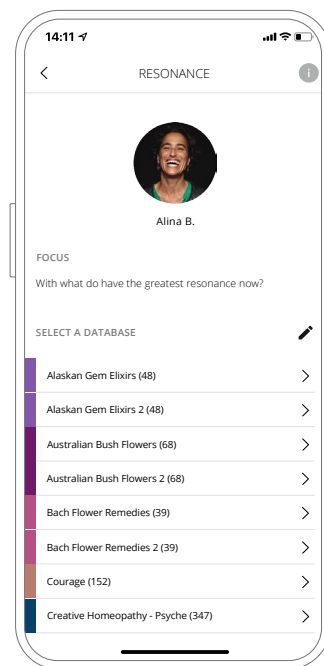 14:11
RESONANCE
i
Alina B.
FOCUS
With what do have the greatest resonance now?
SELECT A DATABASE
Alaskan Gem Elixirs (48)
Alaskan Gem Elixirs 2 (48)
Australian Bush Flowers (68)
Australian Bush Flowers 2 (68)
Bach Flower Remedies (39)
Bach Flower Remedies 2 (39)
Courage (152)
Creative Homeopathy - Psyche (347)